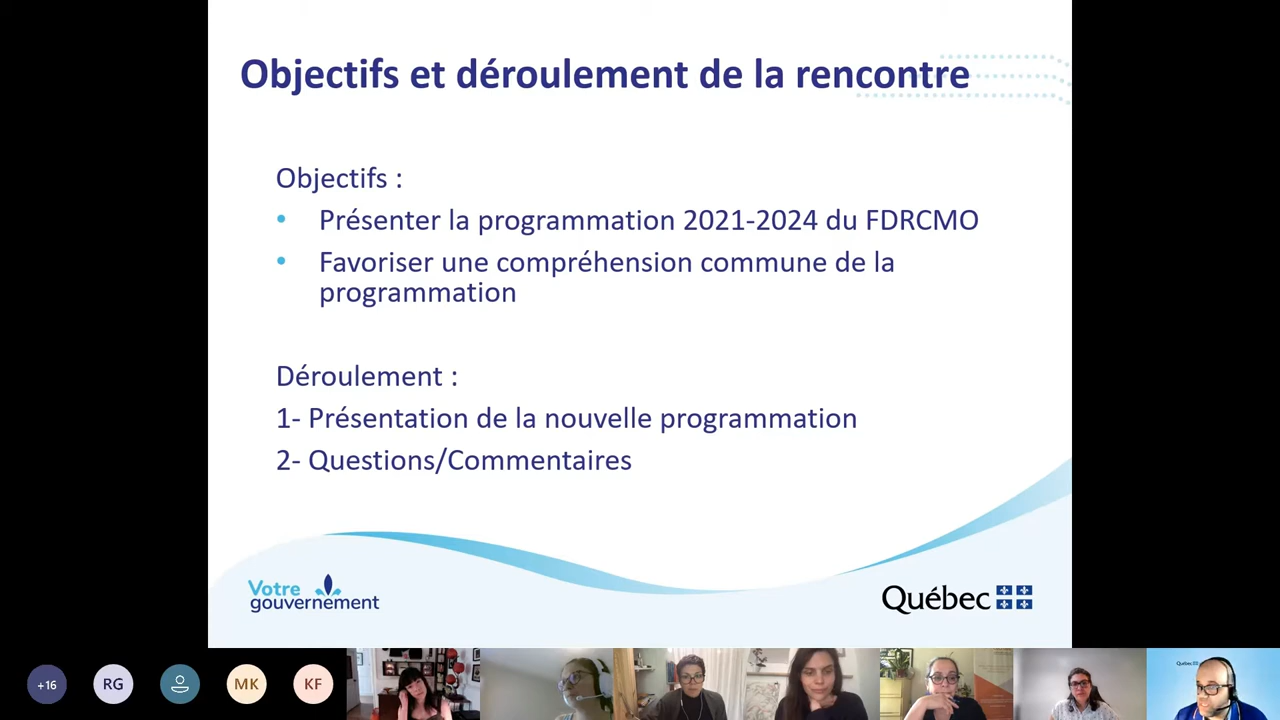 Objectifs et déroulement de la rencontre
Objectifs :
• Présenter la programmation 2021-2024 du FDRCMO
• Favoriser une compréhension commune de la
programmation
Déroulement :
1- Présentation de la nouvelle programmation
2- Questions/Commentaires
Votre
gouvernement
Québec
+16
RG
MK
KF
Québec